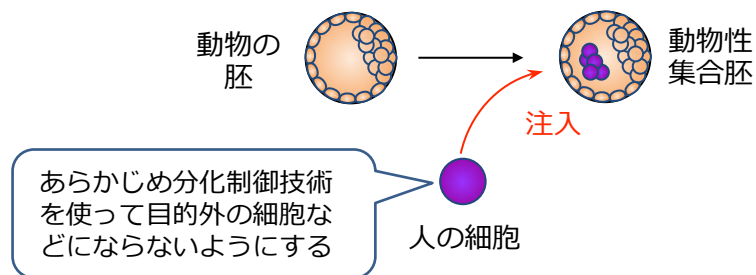 動物の
胚
動物性
集合胚
注入
あらかじめ分化制御技術
を使って目的外の細胞な
どにならないようにする
人の細胞